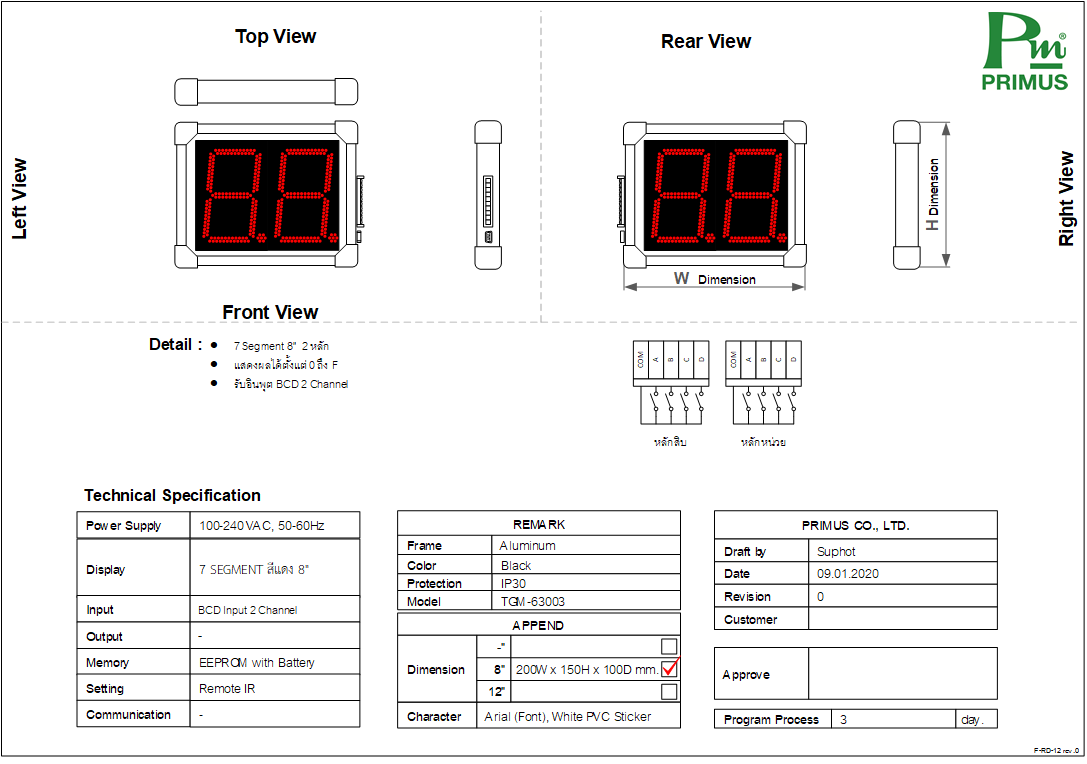 Top View
Rear View
Pm®
PRIMUS
Left View
Right View
H Dimension
W Dimension
Front View
Detail :
• 7 Segment 8" 2 หลัก
• แสดงผลได้ตั้งแต่ 0 ถึง F
• รับอินพุต BCD 2 Channel
COM A B C D
COM A B C D
หลักสิบ
หลักหน่วย
Technical Specification
Power Supply 100-240 VAC, 50-60Hz
Display 7 SEGMENT สีแดง 8"
Input BCD Input 2 Channel
Output -
Memory EEPROM with Battery
Setting Remote IR
Communication -
REMARK
Frame Aluminum
Color Black
Protection IP30
Model TGM-63003
APPEND
Dimension
-"
8" 200W x 150H x 100D mm.
12"
Character Arial (Font), White PVC Sticker
PRIMUS CO., LTD.
Draft by Suphot
Date 09.01.2020
Revision 0
Customer
Approve
Program Process 3 day.
F-RD-12 rev .0